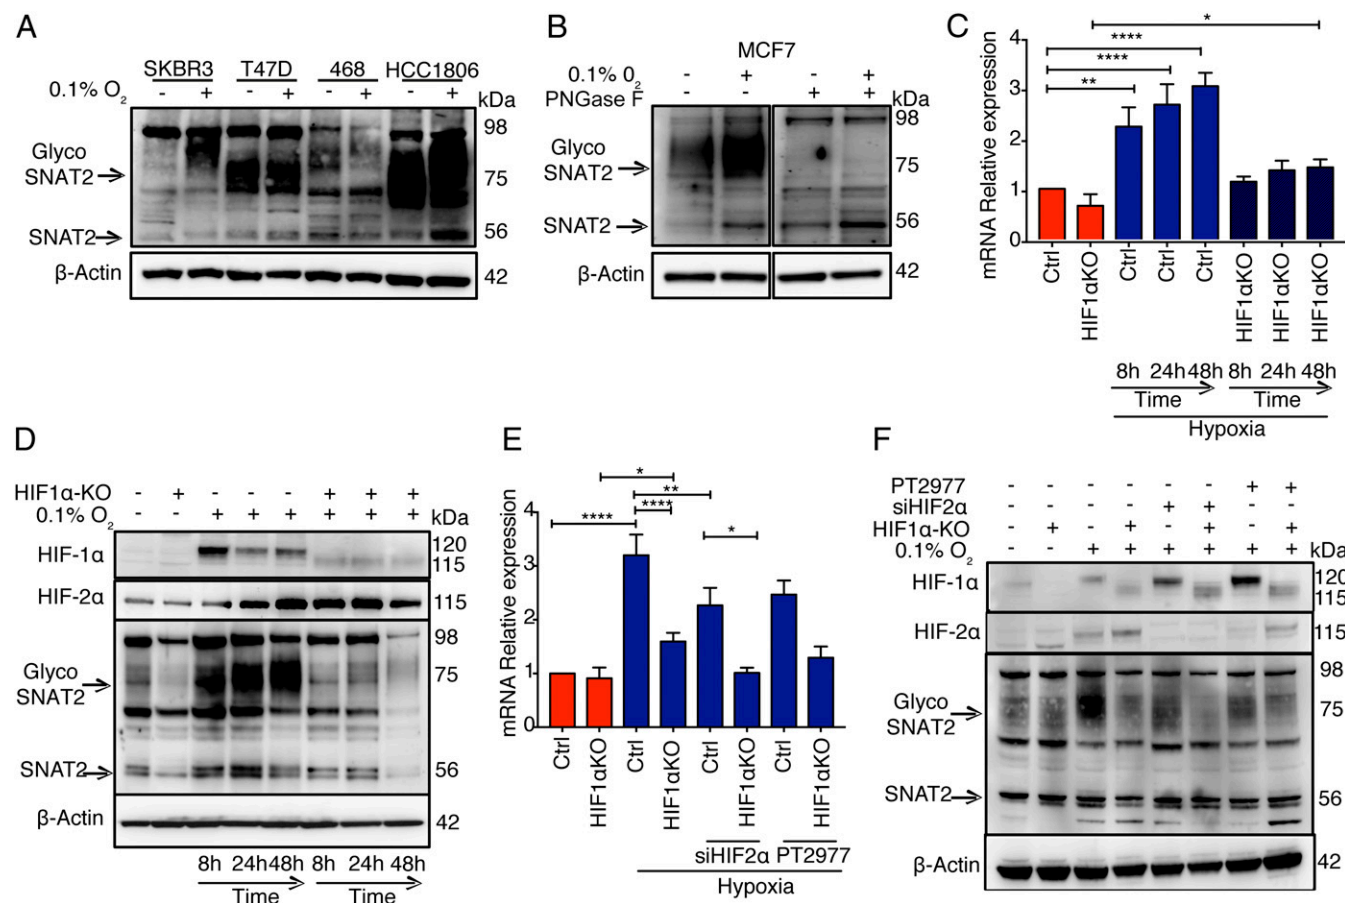 A
SKBR3 T47D 468 HCC1806
0.1% O2 - + - + - + - + kDa
98
Glyco
SNAT2
75
SNAT2
56
β-Actin 42
B
MCF7
0.1% 02 - + - +
PNGase F + + kDa
98
Glyco
SNAT2
75
SNAT2 56
β-Actin 42
C
mRNA Relative expression
4
3
2
1
0
**
****
****
*
Ctrl HIF1αKO Ctrl Ctrl Ctrl HIF1αKO HIF1αKO HIF1αKO
8h 24h 48h 8h 24h 48h
Time Time
Hypoxia
D
HIF1α-KO - + + + +
0.1% O2 - - + + + + + + kDa
HIF-1α 120
115
HIF-2α 115
98
Glyco
SNAT2
75
SNAT2 56
β-Actin 42
8h 24h 48h 8h 24h 48h
Time Time
E
mRNA Relative expression
4
3
2
1
0
*
**
**** ****
*
Ctrl HIF1αKO Ctrl HIF1αKO Ctrl HIF1αKO Ctrl HIF1αKO
siHIF2α PT2977
Hypoxia
F
PT2977 + +
siHIF2α + +
HIF1α-KO - + + + +
0.1% O2 - - + + + + + + kDa
HIF-1α 120
115
HIF-2α 115
98
Glyco
SNAT2
75
SNAT2 56
β-Actin 42